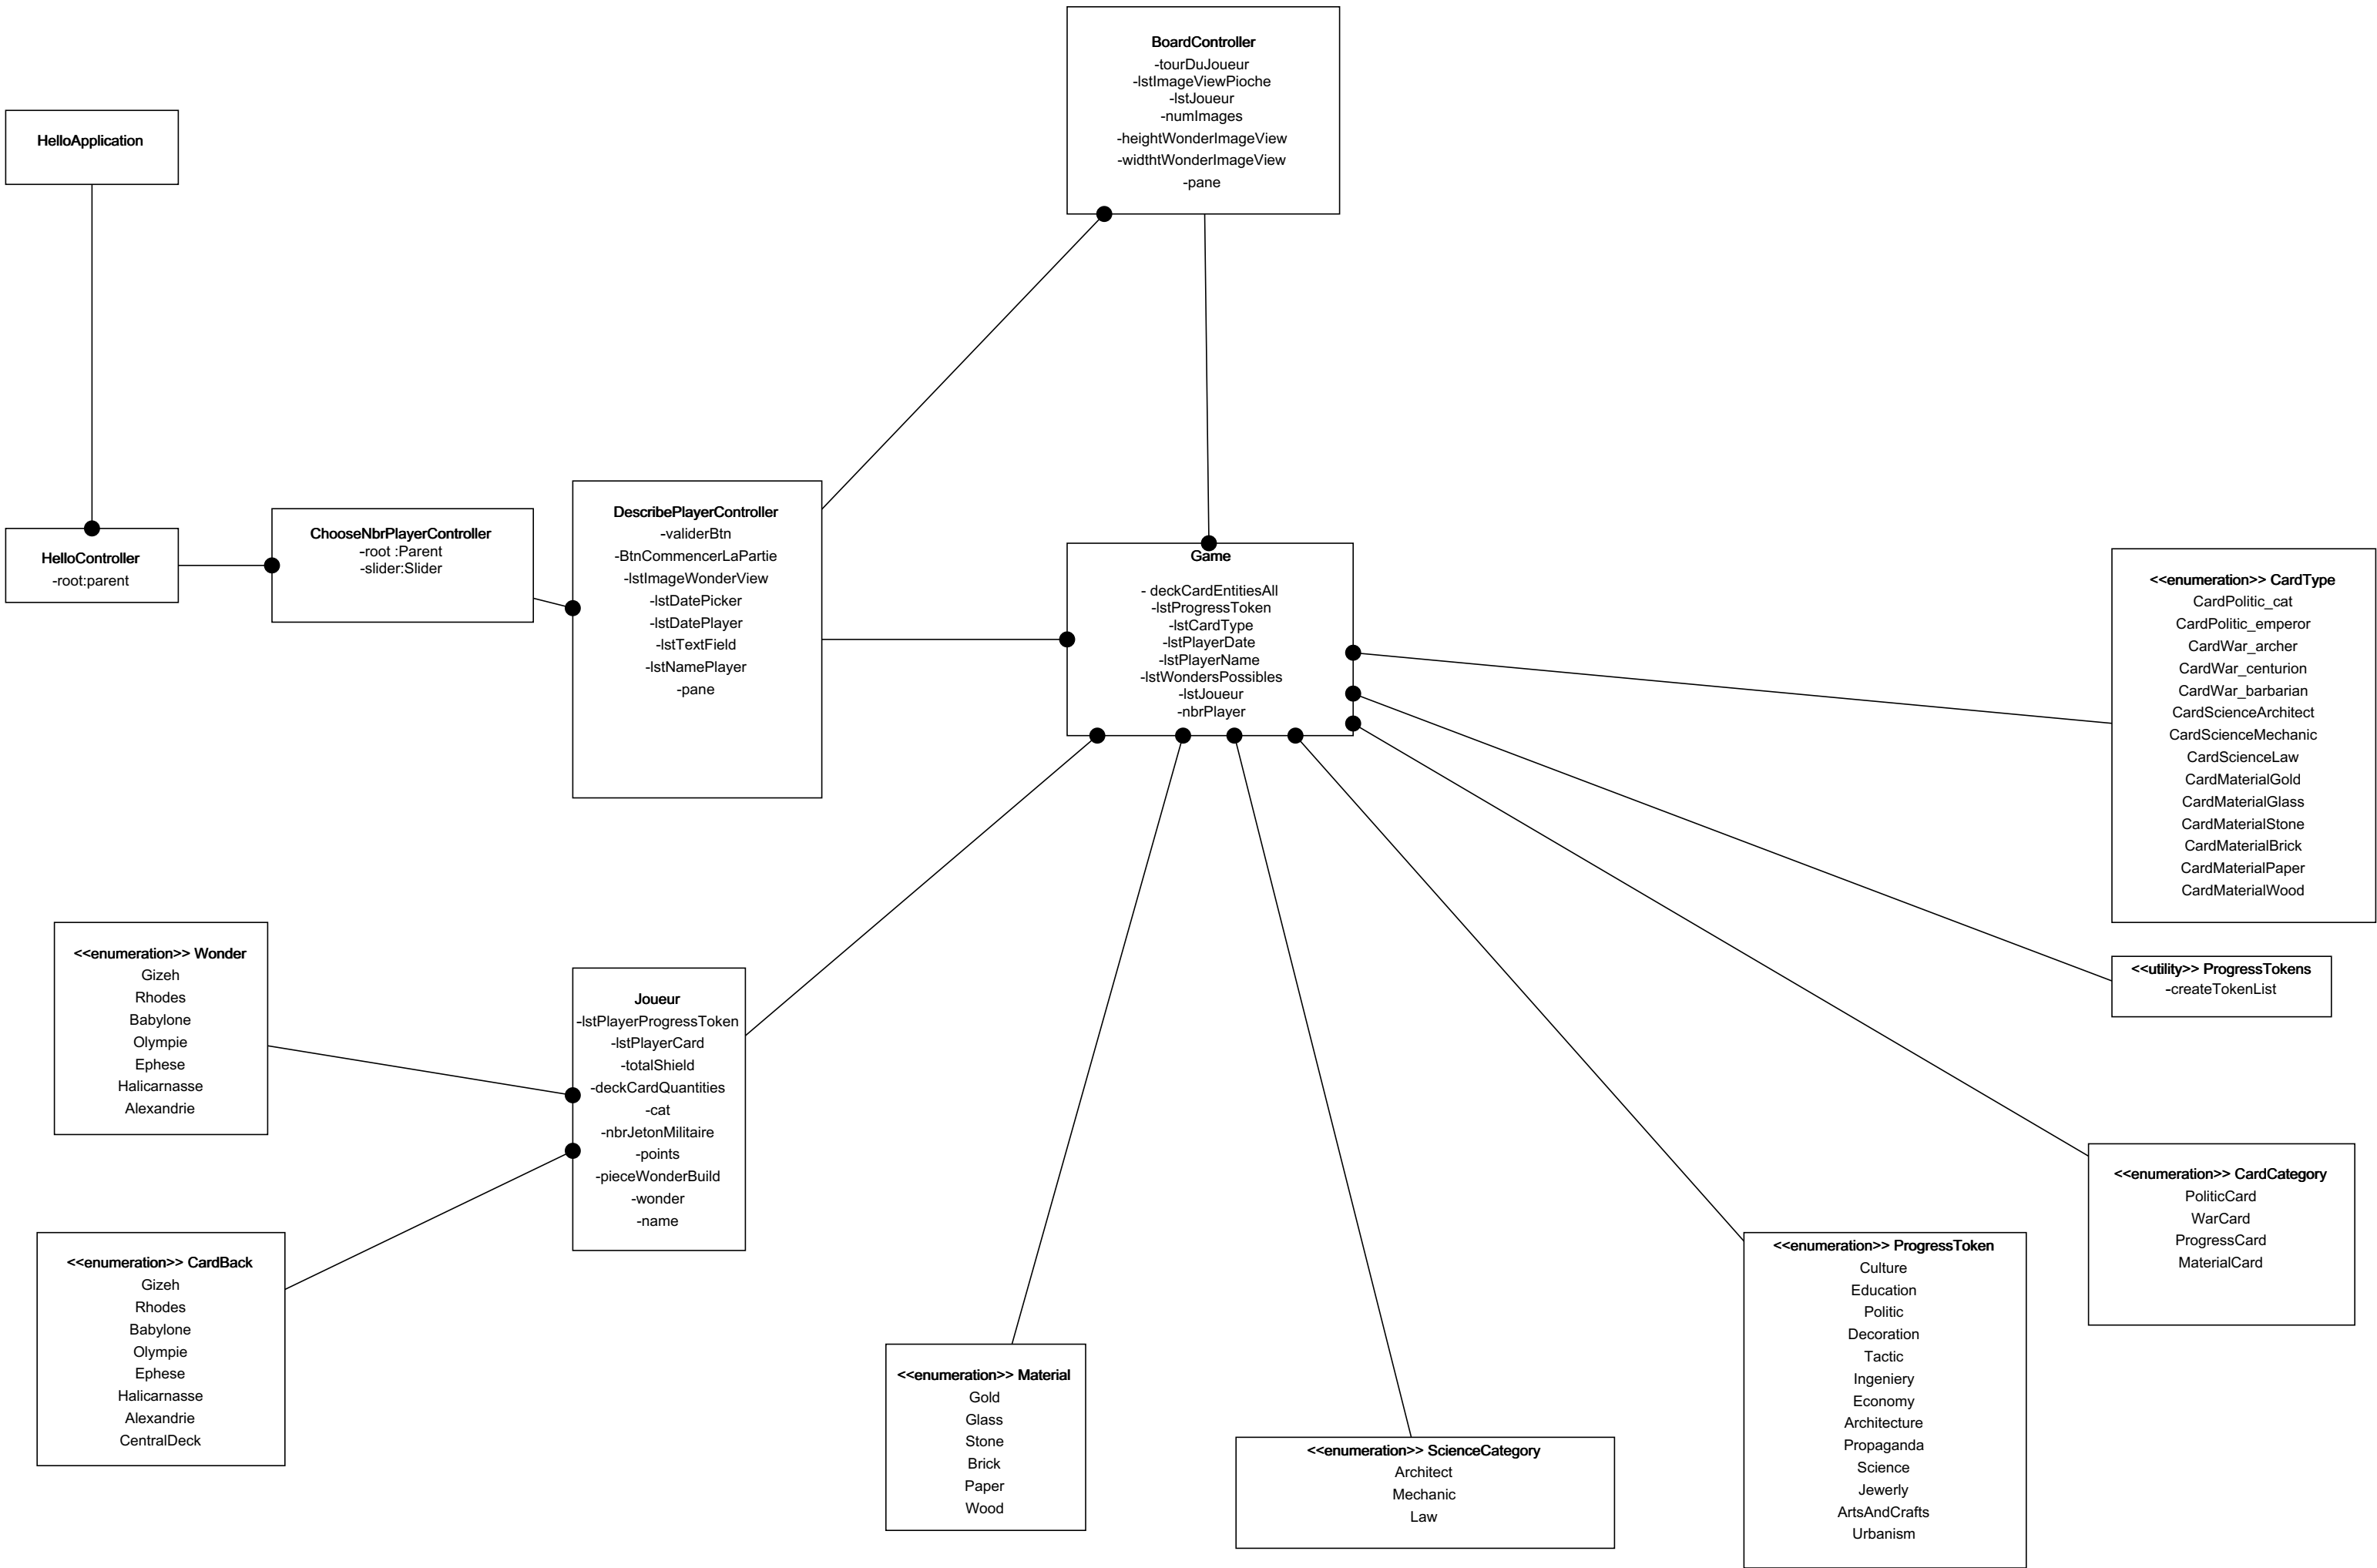 BoardController
-tourDuJoueur
-lstImageViewPioche
-lstJoueur
-numImages
-heightWonderImageView
-widthtWonderImageView
-pane
HelloApplication
HelloController
-root:parent
ChooseNbrPlayerController
-root :Parent
-slider:Slider
DescribePlayerController
-validerBtn
-BtnCommencerLaPartie
-lstImageWonderView
-lstDatePicker
-lstDatePlayer
-lstTextField
-lstNamePlayer
-pane
Game
- deckCardEntitiesAll
-lstProgressToken
-lstCardType
-lstPlayerDate
-lstPlayerName
-lstWondersPossibles
-lstJoueur
-nbrPlayer
<<enumeration>> CardType
CardPolitic_cat
CardPolitic_emperor
CardWar_archer
CardWar_centurion
CardWar_barbarian
CardScienceArchitect
CardScienceMechanic
CardScienceLaw
CardMaterialGold
CardMaterialGlass
CardMaterialStone
CardMaterialBrick
CardMaterialPaper
CardMaterialWood
<<utility>> ProgressTokens
-createTokenList
<<enumeration>> Wonder
Gizeh
Rhodes
Babylone
Olympie
Ephese
Halicarnasse
Alexandrie
Joueur
-lstPlayerProgressToken
-lstPlayerCard
-totalShield
-deckCardQuantities
-cat
-nbrJetonMilitaire
-points
-pieceWonderBuild
-wonder
-name
<<enumeration>> CardBack
Gizeh
Rhodes
Babylone
Olympie
Ephese
Halicarnasse
Alexandrie
CentralDeck
<<enumeration>> Material
Gold
Glass
Stone
Brick
Paper
Wood
<<enumeration>> ScienceCategory
Architect
Mechanic
Law
<<enumeration>> ProgressToken
Culture
Education
Politic
Decoration
Tactic
Ingeniery
Economy
Architecture
Propaganda
Science
Jewerly
ArtsAndCrafts
Urbanism
<<enumeration>> CardCategory
PoliticCard
WarCard
ProgressCard
MaterialCard